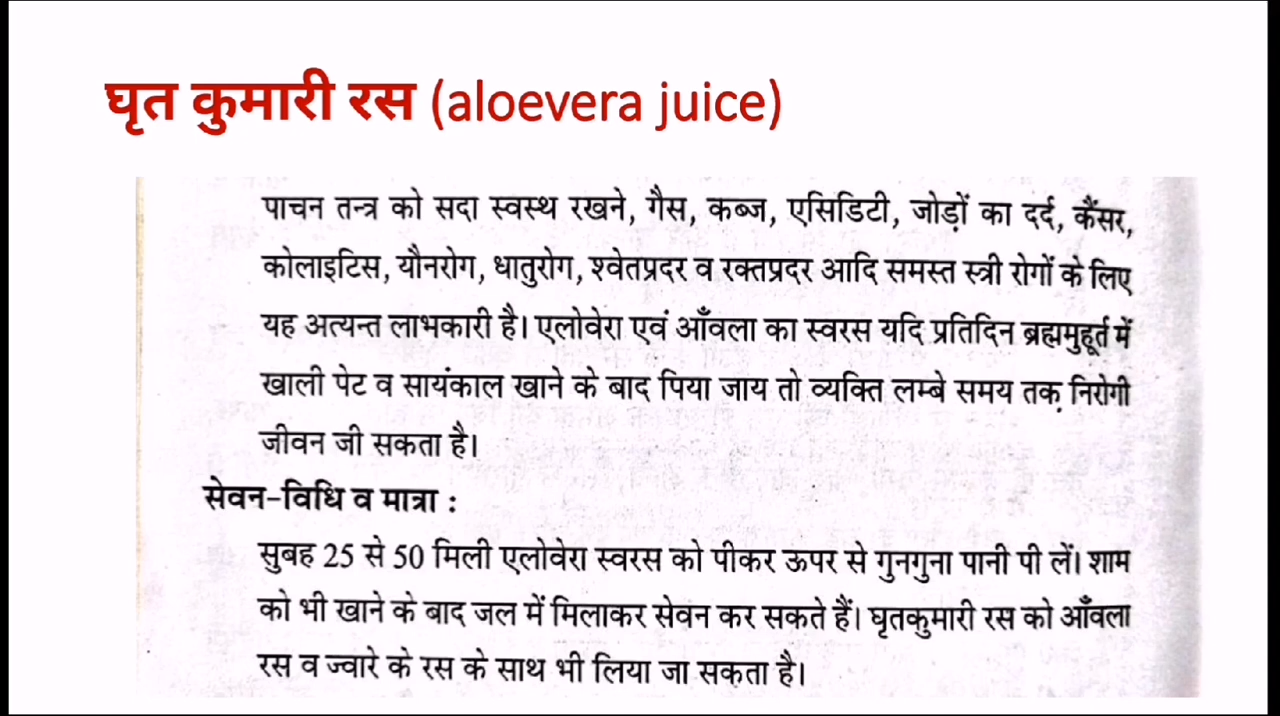 घृत कुमारी रस (aloevera juice)
पाचन तन्त्र को सदा स्वस्थ रखने, गैस, कब्ज, एसिडिटी, जोड़ों का दर्द, कैंसर,
कोलाइटिस, यौनरोग, धातुरोग, श्वेतप्रदर व रक्तप्रदर आदि समस्त स्त्री रोगों के लिए
यह अत्यन्त लाभकारी है। एलोवेरा एवं आँवला का स्वरस यदि प्रतिदिन ब्रह्ममुहूर्त में
खाली पेट व सायंकाल खाने के बाद पिया जाय तो व्यक्ति लम्बे समय तक निरोगी
जीवन जी सकता है।
सेवन-विधि व मात्रा :
सुबह 25 से 50 मिली एलोवेरा स्वरस को पीकर ऊपर से गुनगुना पानी पी लें। शाम
को भी खाने के बाद जल में मिलाकर सेवन कर सकते हैं। घृतकुमारी रस को आँवला
रस व ज्वारे के रस के साथ भी लिया जा सकता है।